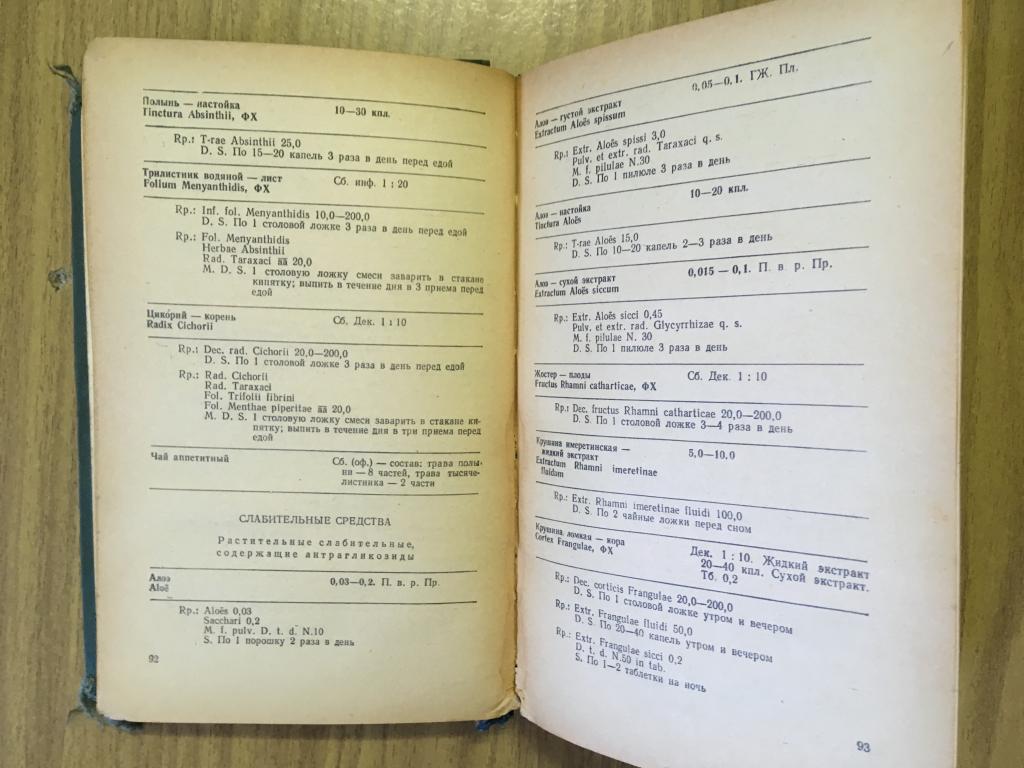 Полынь — настойка 10—30 кпл.
Tinctura Absinthii, ФХ
Rp.: T-rae Absinthii 25,0
D. S. По 15—20 капель 3 раза в день перед едой
Трилистник водяной — лист Сб. инф. 1 : 20
Folium Menyanthidis, ФХ
Rp.: Inf. fol. Menyanthidis 10,0—200,0
D. S. По 1 столовой ложке 3 раза в день перед едой
Rp.: Fol. Menyanthidis
Herbae Absinthii
Rad. Taraxaci āā 20,0
M. D. S. 1 столовую ложку смеси заварить в стакане
кипятку; выпить в течение дня в 3 приема перед
едой
Цикорий — корень Сб. Дек. 1 : 10
Radix Cichorii
Rp.: Dec. rad. Cichorii 20,0—200,0
D. S. По 1 столовой ложке 3 раза в день перед едой
Rp.: Rad. Cichorii
Rad. Taraxaci
Fol. Trifolii fibrini
Fol. Menthae piperitae āā 20,0
M. D. S. 1 столовую ложку смеси заварить в стакане ки-
пятку; выпить в течение дня в три приема перед
едой
Чай аппетитный Сб. (оф.) — состав: трава полы-
ни — 8 частей, трава тысяче-
листника — 2 части
СЛАБИТЕЛЬНЫЕ СРЕДСТВА
Растительные слабительные,
содержащие антрагликозиды
Алоэ 0,03—0,2. П. в. р. Пр.
Aloë
Rp.: Aloës 0,03
Sacchari 0,2
M. f. pulv. D. t. d. N.10
S. По 1 порошку 2 раза в день
92
Алоэ — густой экстракт 0,05—0,1. ГЖ. Пл.
Extractum Aloës spissum
Rp.: Extr. Aloës spissi 3,0
Pulv. et extr. rad. Taraxaci q. s.
M. f. pilulae N.30
D. S. По 1 пилюле 3 раза в день
Алоэ — настойка 10—20 кпл.
Tinctura Aloës
Rp.: T-rae Aloës 15,0
D. S. По 10—20 капель 2—3 раза в день
Алоэ — сухой экстракт 0,015 — 0,1. П. в. р. Пр.
Extractum Aloës siccum
Rp.: Extr. Aloës sicci 0,45
Pulv. et extr. rad. Glycyrrhizae q. s.
M. f. pilulae N. 30
D. S. По 1 пилюле 3 раза в день
Жостер — плоды Сб. Дек. 1 : 10
Fructus Rhamni catharticae, ФХ
Rp.: Dec. fructus Rhamni catharticae 20,0—200,0
D. S. По 1 столовой ложке 3—4 раза в день
Крушина имеретинская — 5,0—10,0
жидкий экстракт
Extractum Rhamni imeretinae
fluidum
Rp.: Extr. Rhamni imeretinae fluidi 100,0
D. S. По 2 чайные ложки перед сном
Крушина ломкая — кора Дек. 1 : 10. Жидкий экстракт
Cortex Frangulae, ФХ 20—40 кпл. Сухой экстракт.
Тб. 0,2
Rp.: Dec. corticis Frangulae 20,0—200,0
D. S. По 1 столовой ложке утром и вечером
Rp.: Extr. Frangulae fluidi 50,0
D. S. По 20—40 капель утром и вечером
Rp.: Extr. Frangulae sicci 0,2
D. t. d. N.50 in tab.
S. По 1—2 таблетки на ночь
93